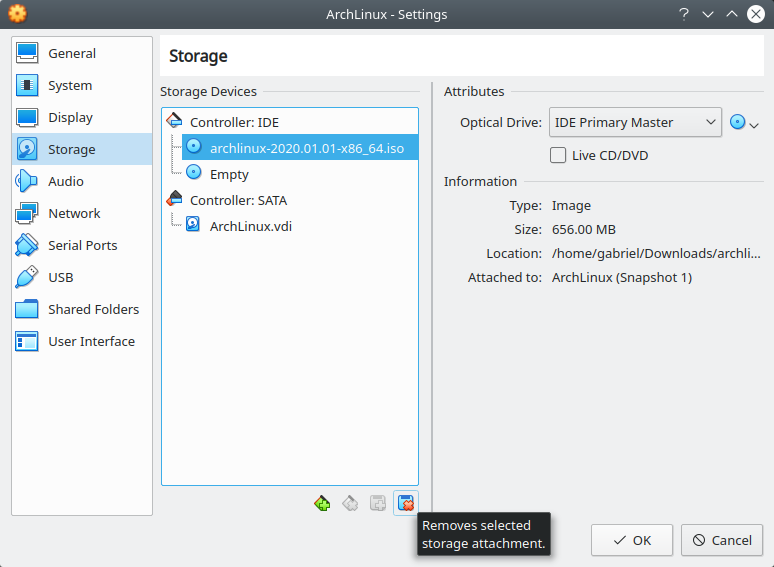 ArchLinux - Settings
General
System
Display
Storage
Audio
Network
Serial Ports
USB
Shared Folders
User Interface
Storage
Storage Devices
Controller: IDE
archlinux-2020.01.01-x86_64.iso
Empty
Controller: SATA
ArchLinux.vdi
Attributes
Optical Drive: IDE Primary Master
Live CD/DVD
Information
Type: Image
Size: 656.00 MB
Location: /home/gabriel/Downloads/archli...
Attached to: ArchLinux (Snapshot 1)
Removes selected
storage attachment.
OK
Cancel